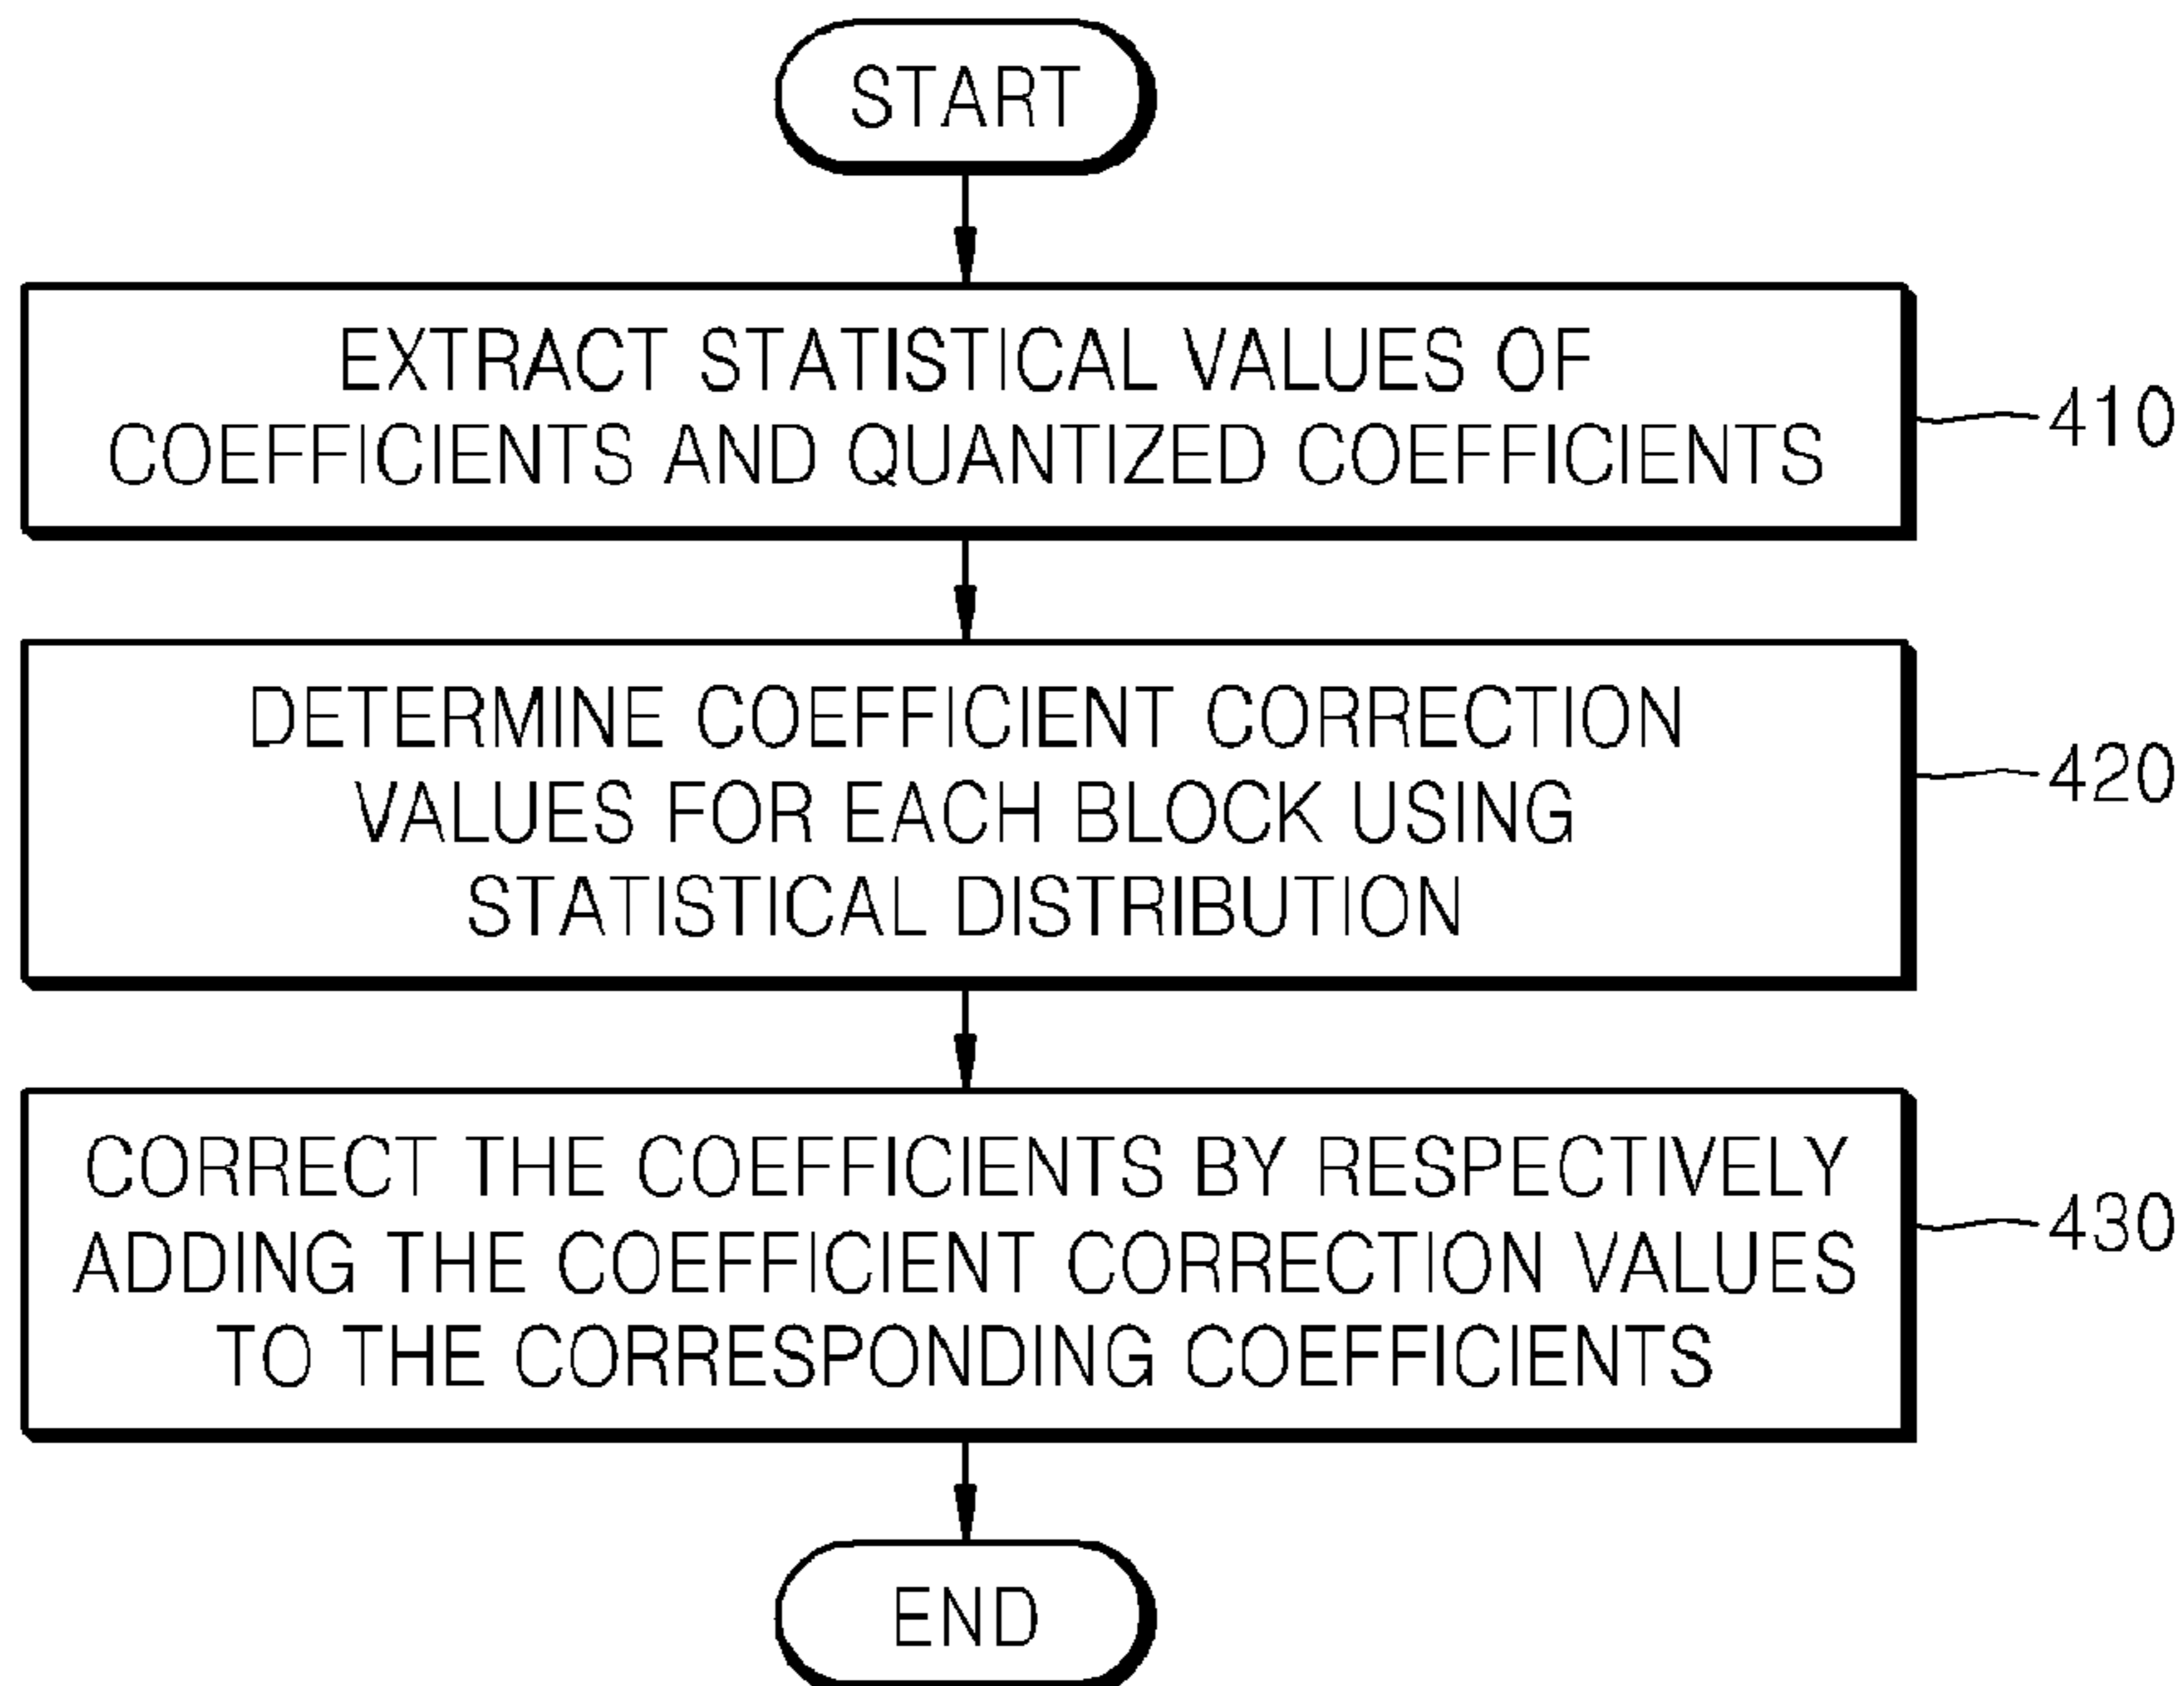 START
EXTRACT STATISTICAL VALUES OF
COEFFICIENTS AND QUANTIZED COEFFICIENTS
410
DETERMINE COEFFICIENT CORRECTION
VALUES FOR EACH BLOCK USING
STATISTICAL DISTRIBUTION
420
CORRECT THE COEFFICIENTS BY RESPECTIVELY
ADDING THE COEFFICIENT CORRECTION VALUES
TO THE CORRESPONDING COEFFICIENTS
430
END